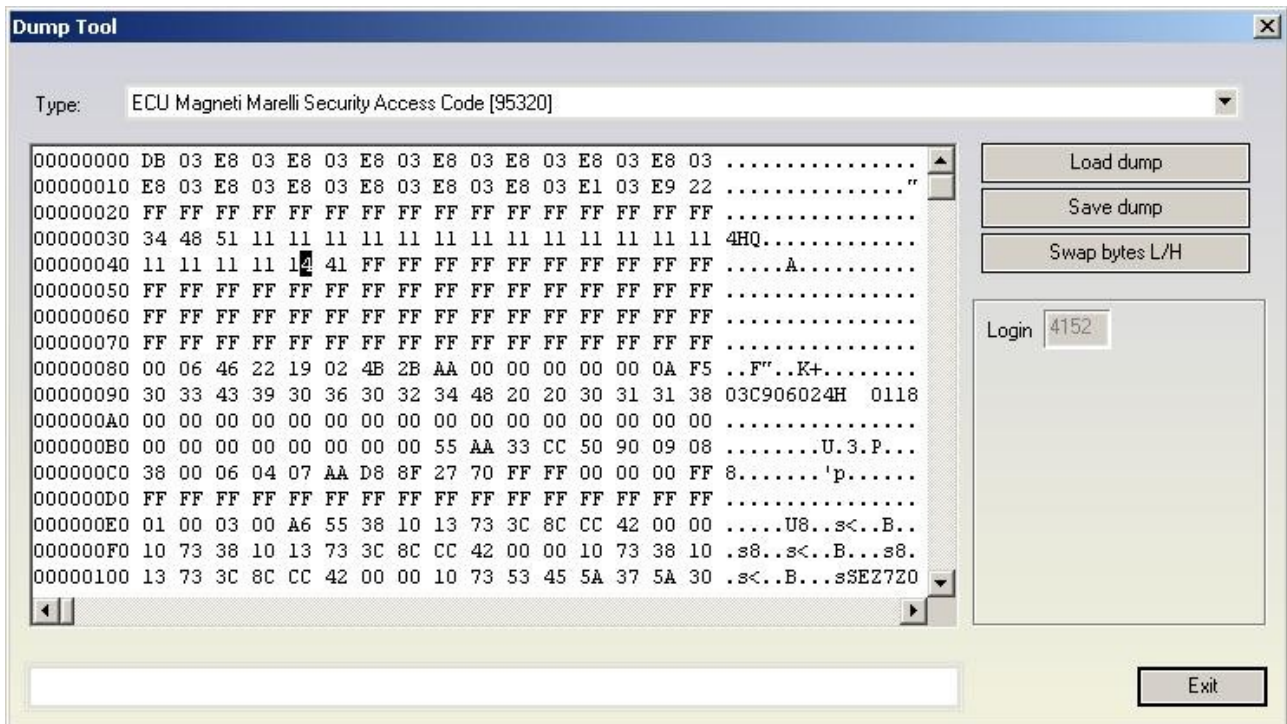 Dump Tool
Type: ECU Magneti Marelli Security Access Code [95320]
00000000 DB 03 E8 03 E8 03 E8 03 E8 03 E8 03 E8 03 E8 03 ................
00000010 E8 03 E8 03 E8 03 E8 03 E8 03 E8 03 E1 03 E9 22 ..............."
00000020 FF FF FF FF FF FF FF FF FF FF FF FF FF FF FF FF ................
00000030 34 48 51 11 11 11 11 11 11 11 11 11 11 11 11 11 4HQ.............
00000040 11 11 11 11 14 41 FF FF FF FF FF FF FF FF FF FF .....A..........
00000050 FF FF FF FF FF FF FF FF FF FF FF FF FF FF FF FF ................
00000060 FF FF FF FF FF FF FF FF FF FF FF FF FF FF FF FF ................
00000070 FF FF FF FF FF FF FF FF FF FF FF FF FF FF FF FF ................
00000080 00 06 46 22 19 02 4B 2B AA 00 00 00 00 00 0A F5 ..F"..K+........
00000090 30 33 43 39 30 36 30 32 34 48 20 20 30 31 31 38 03C906024H  0118
000000A0 00 00 00 00 00 00 00 00 00 00 00 00 00 00 00 00 ................
000000B0 00 00 00 00 00 00 00 00 55 AA 33 CC 50 90 09 08 ........U.3.P...
000000C0 38 00 06 04 07 AA D8 8F 27 70 FF FF 00 00 00 FF 8.......'p......
000000D0 FF FF FF FF FF FF FF FF FF FF FF FF FF FF FF FF ................
000000E0 01 00 03 00 A6 55 38 10 13 73 3C 8C CC 42 00 00 .....U8..s<..B..
000000F0 10 73 38 10 13 73 3C 8C CC 42 00 00 10 73 38 10 .s8..s<..B...s8.
00000100 13 73 3C 8C CC 42 00 00 10 73 53 45 5A 37 5A 30 .s<..B...sSEZ7Z0
Load dump
Save dump
Swap bytes L/H
Login 4152
Exit